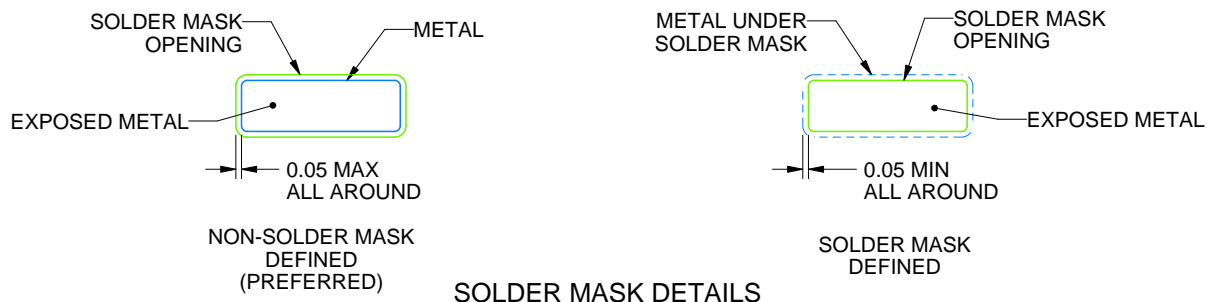 SOLDER MASK
OPENING
METAL
EXPOSED METAL
0.05 MAX
ALL AROUND
NON-SOLDER MASK
DEFINED
(PREFERRED)
METAL UNDER
SOLDER MASK
SOLDER MASK
OPENING
EXPOSED METAL
0.05 MIN
ALL AROUND
SOLDER MASK
DEFINED
SOLDER MASK DETAILS